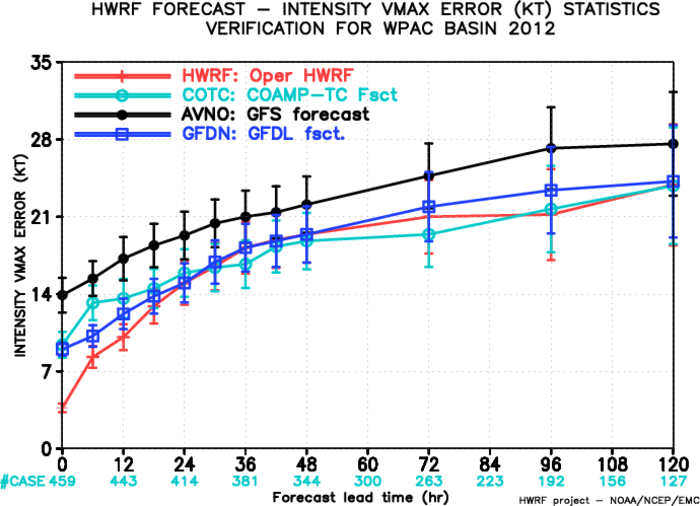 HWRF FORECAST - INTENSITY VMAX ERROR (KT) STATISTICS
VERIFICATION FOR WPAC BASIN 2012
35
HWRF: Oper HWRF
COTC: COAMP-TC Fsct
AVNO: GFS forecast
GFDN: GFDL fsct.
28
21
14
7
0
INTENSITY VMAX ERROR (KT)
0 12 24 36 48 60 72 84 96 108 120
#CASE 459 443 414 381 344 300 263 223 192 156 127
Forecast lead time (hr)
HWRF project - NOAA/NCEP/EMC